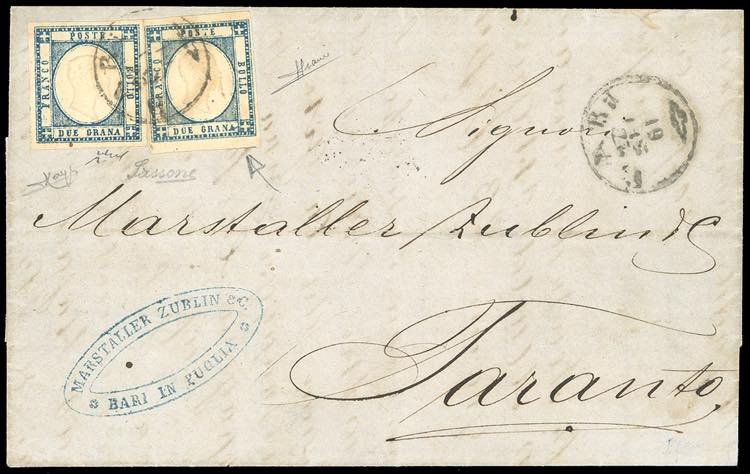 POSTE
FRANCO
BOLLO
DUE GRANA
POSTE
FRANCO
BOLLO
DUE GRANA
Sassone
Signori
Marstaller Zublin & C
Taranto
MARSTALLER ZUBLIN & C.
BARI IN PUGLIA
BARI